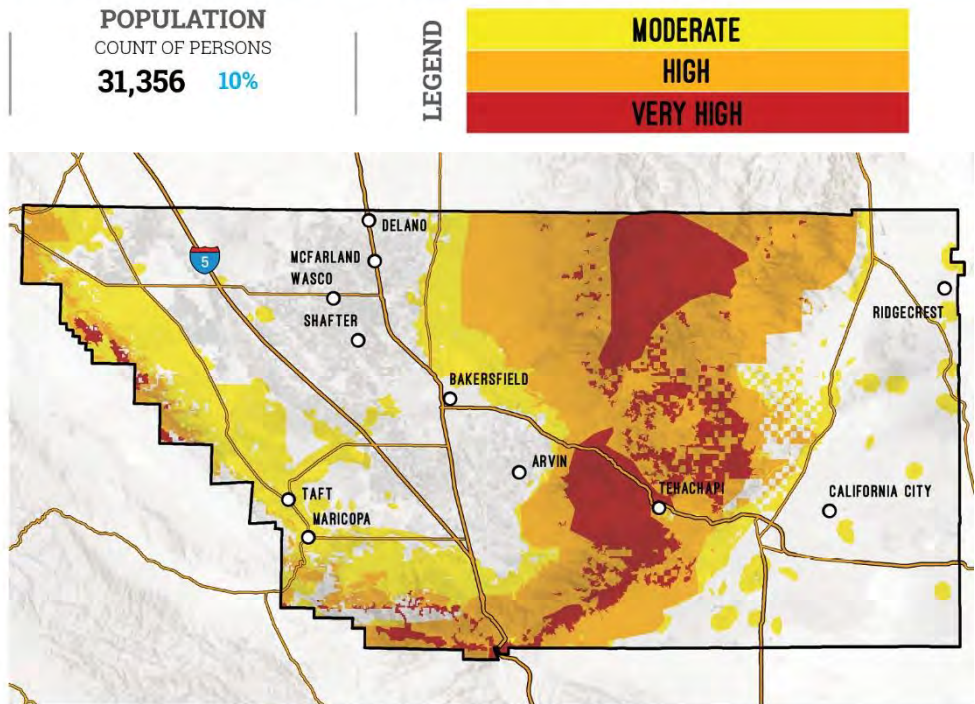 POPULATION
COUNT OF PERSONS
31,356 10%
LEGEND
MODERATE
HIGH
VERY HIGH
DELANO
MCFARLAND
WASCO
5
SHAFTER
RIDGECREST
BAKERSFIELD
ARVIN
TAFT
TEHACHAPI
CALIFORNIA CITY
MARICOPA